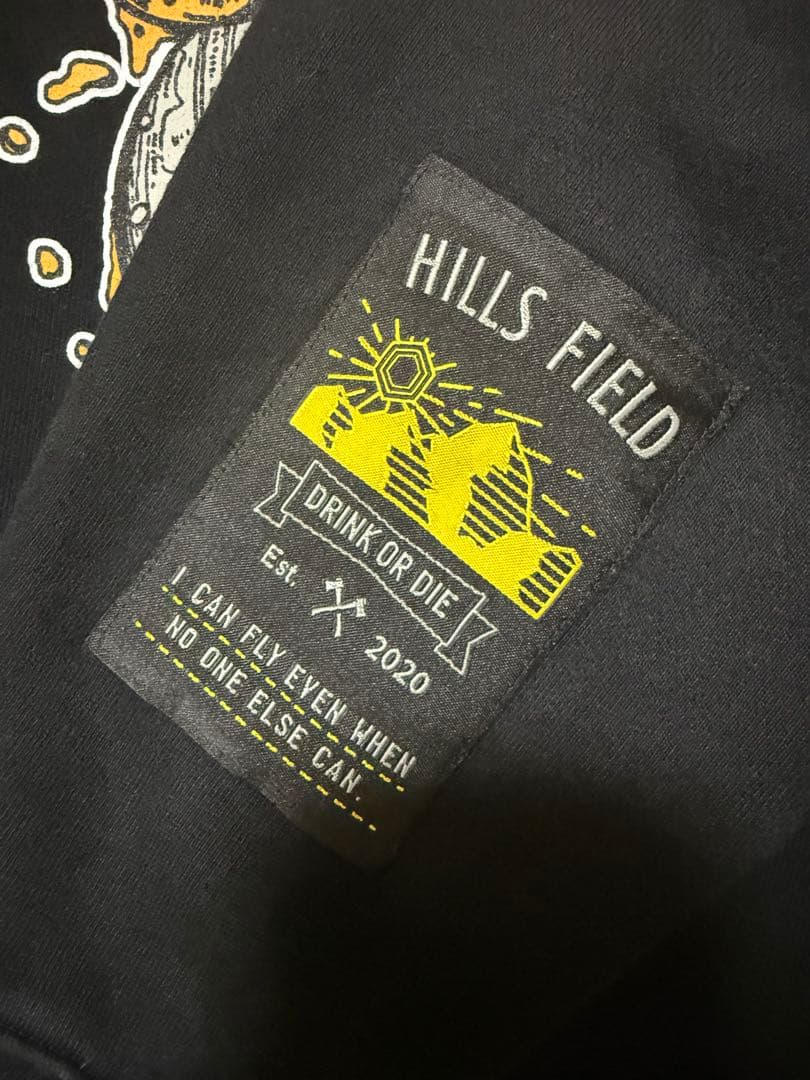 HILLS FIELD
DRINK OR DIE
Est. 2020
I CAN FLY EVEN WHEN
NO ONE ELSE CAN.